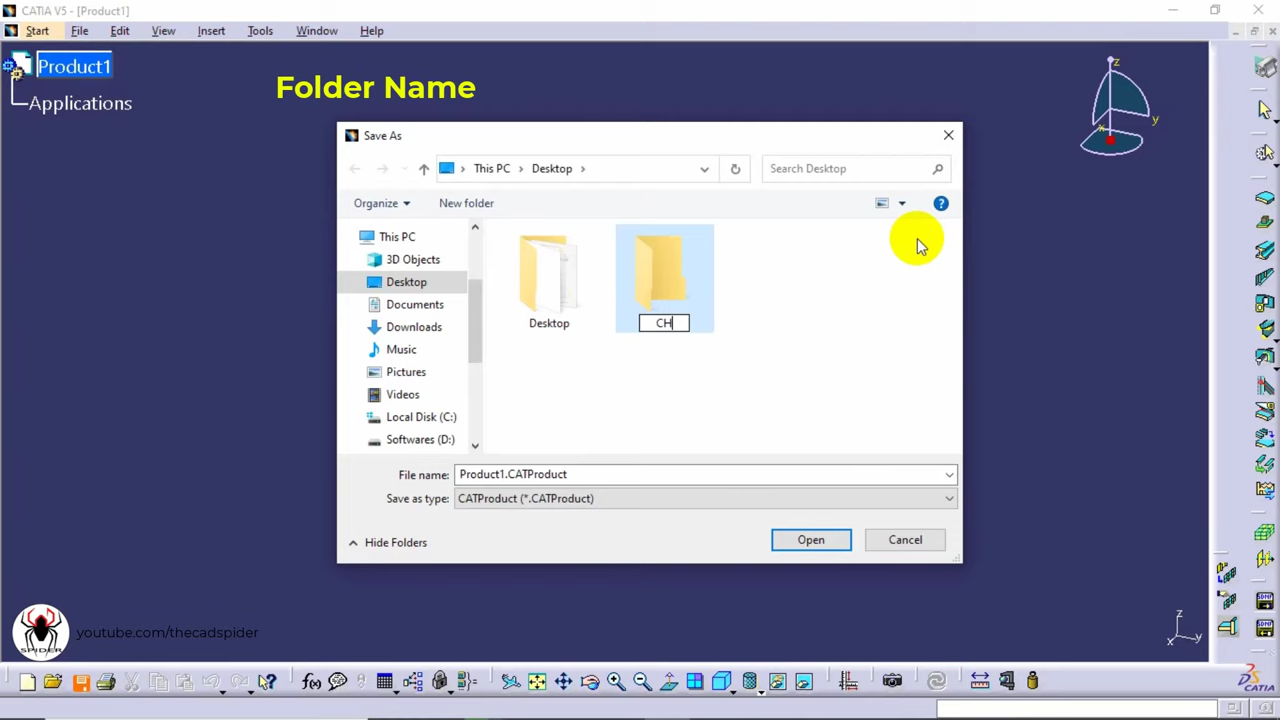 CATIA V5 - [Product1]
Start File Edit View Insert Tools Window Help
Product1
Applications
Folder Name
z
y
x
Save As
This PC › Desktop ›
Search Desktop
Organize
New folder
This PC
3D Objects
Desktop
Documents
Downloads
Music
Pictures
Videos
Local Disk (C:)
Softwares (D:)
Desktop
CH
File name: Product1.CATProduct
Save as type: CATProduct (*.CATProduct)
Hide Folders
Open
Cancel
SPIDER
youtube.com/thecadspider
z
x
y
f(x)
CATIA